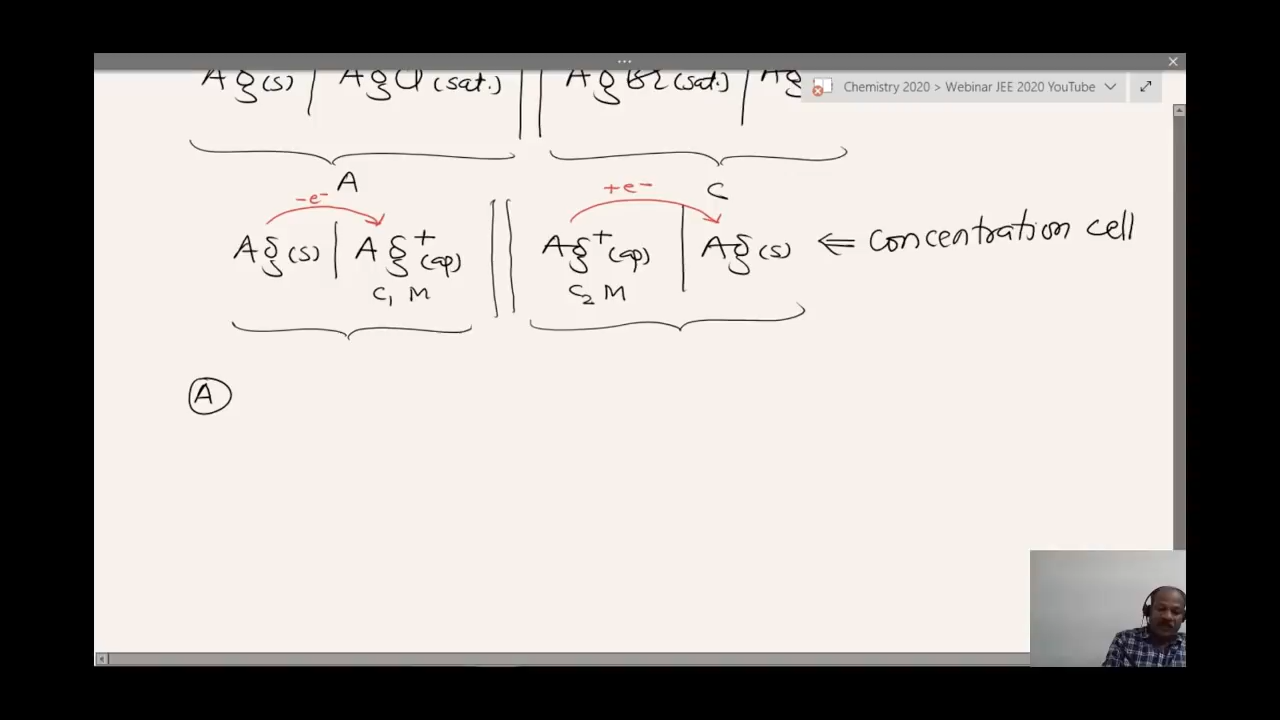 Ag(s) | AgCl(sat.) || AgBr(sat.) | Ag
Chemistry 2020 > Webinar JEE 2020 YouTube
A C
-e⁻ +e⁻
Ag(s) | Ag⁺(aq) || Ag⁺(aq) | Ag(s) ⇐ concentration cell
C₁ M C₂ M
A